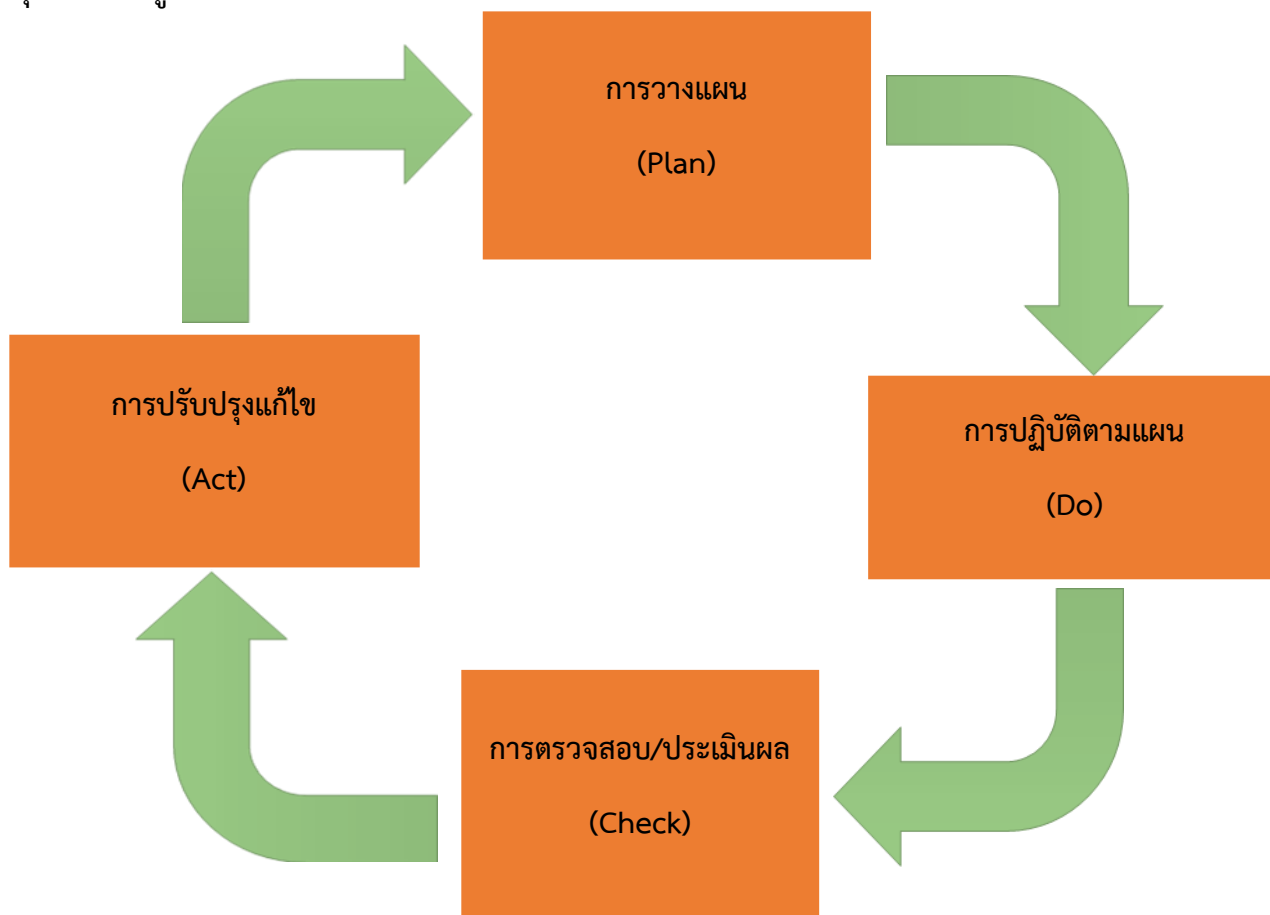 การวางแผน
(Plan)
การปฏิบัติตามแผน
(Do)
การตรวจสอบ/ประเมินผล
(Check)
การปรับปรุงแก้ไข
(Act)